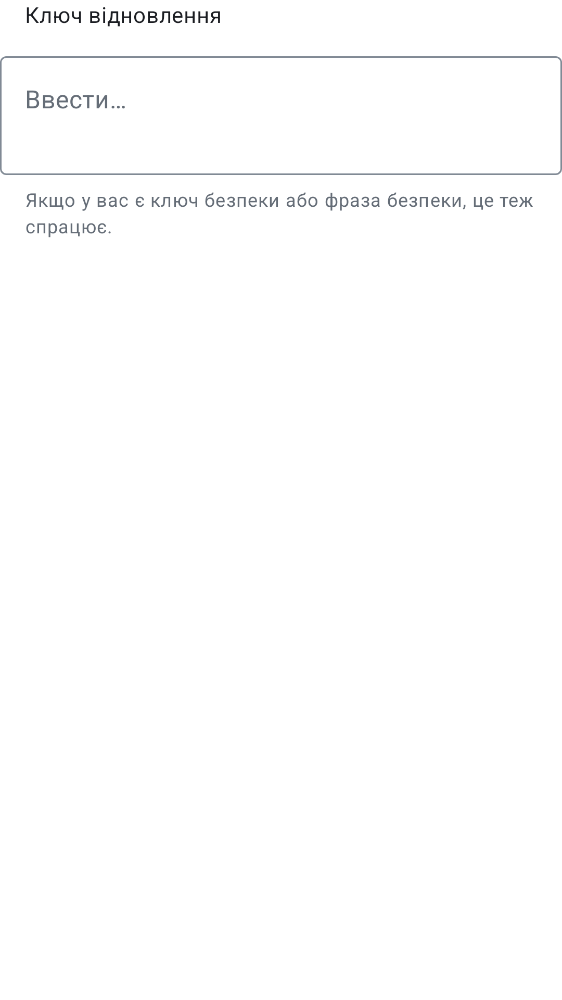 Ключ відновлення
Ввести…
Якщо у вас є ключ безпеки або фраза безпеки, це теж
спрацює.